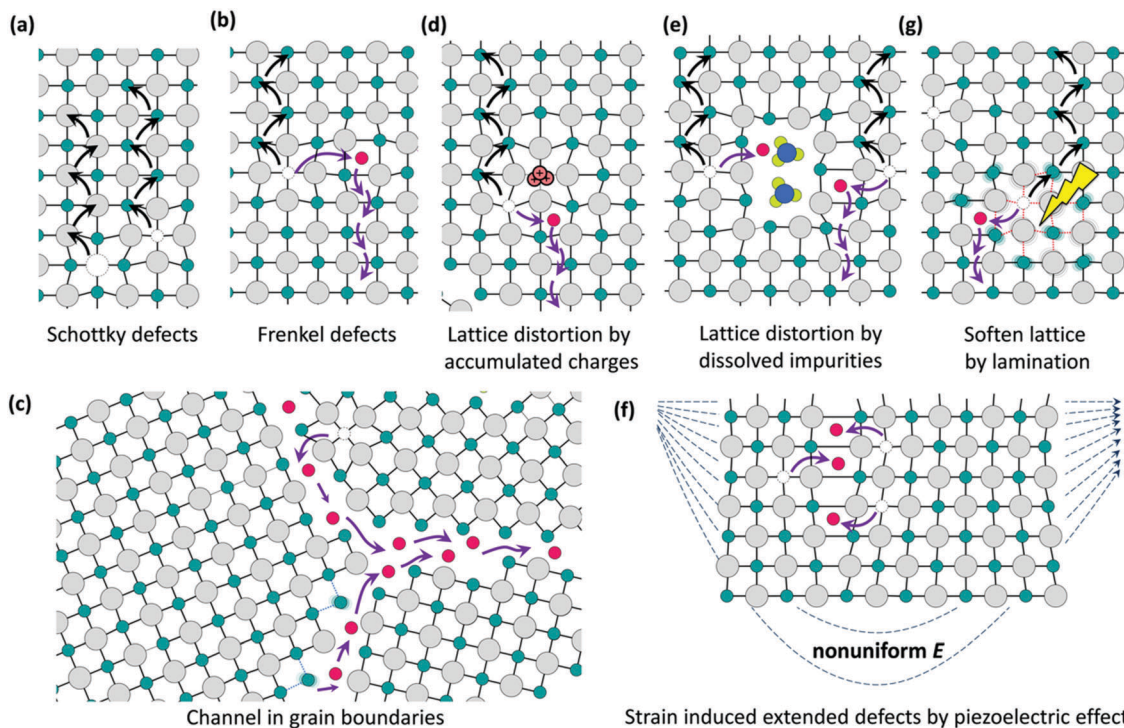 (a)
(b)
(d)
(e)
(g)
+
+ +
Schottky defects
Frenkel defects
Lattice distortion by
accumulated charges
Lattice distortion by
dissolved impurities
Soften lattice
by lamination
(c)
(f)
nonuniform E
Channel in grain boundaries
Strain induced extended defects by piezoelectric effect